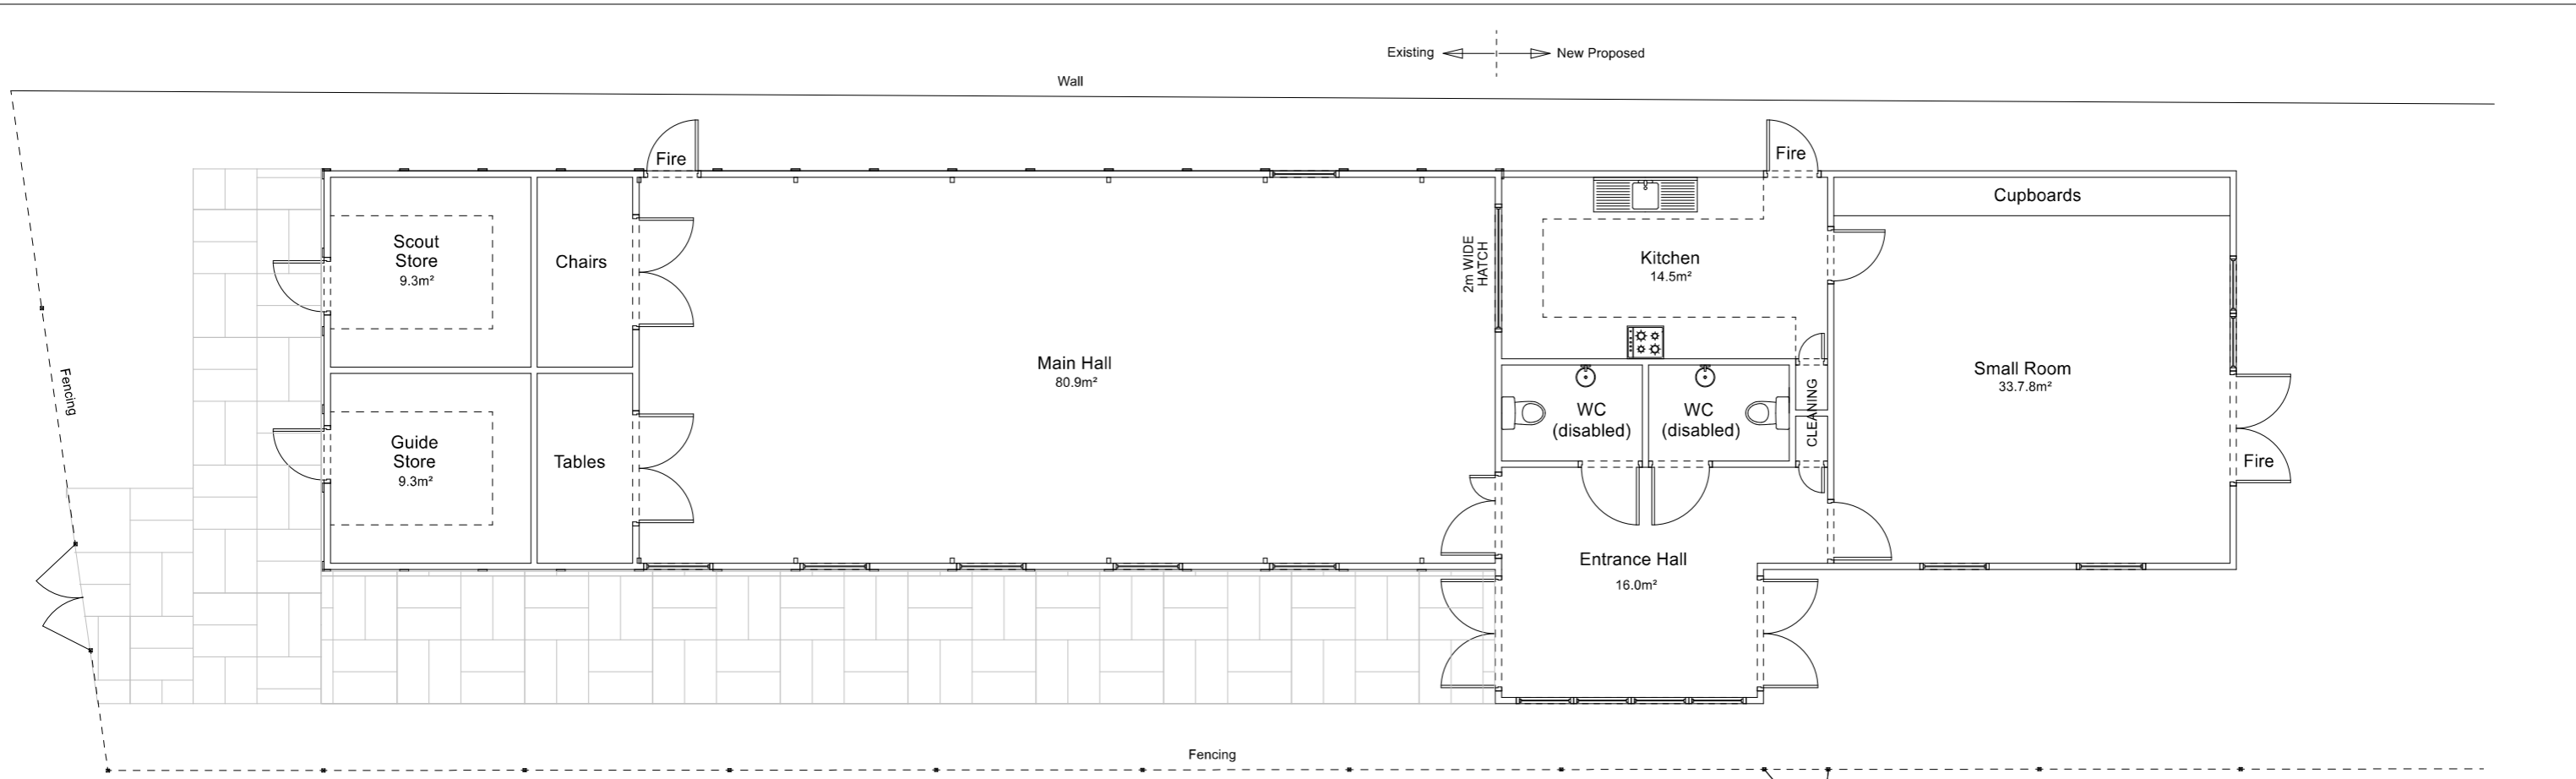 Existing
New Proposed
Wall
Fire
Fire
Cupboards
Scout
Store
9.3m²
Chairs
2m WIDE
HATCH
Kitchen
14.5m²
Main Hall
80.9m²
Small Room
33.7.8m²
Fencing
CLEANING
WC
(disabled)
WC
(disabled)
Guide
Store
9.3m²
Tables
Fire
Entrance Hall
16.0m²
Fencing